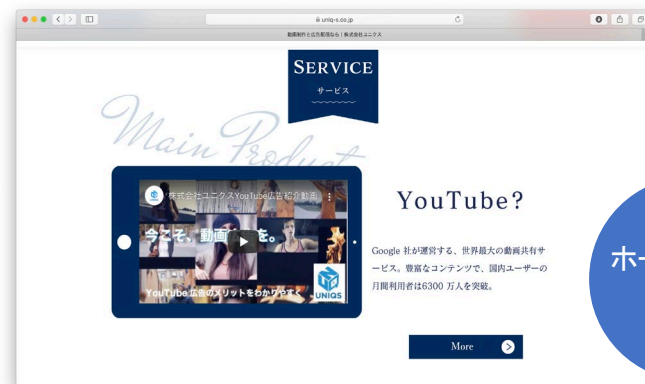 uniq-s.co.jp
動画制作と広告配信なら｜株式会社ユニクス
SERVICE
サービス
Main Product
株式会社ユニクスYouTube広告紹介動画
今こそ、動画
を。
YouTube広告のメリットをわかりやすく
UNIQS
YouTube?
Google 社が運営する、世界最大の動画共有サ
ービス。豊富なコンテンツで、国内ユーザーの
月間利用者は6300 万人を突破。
More
ホー